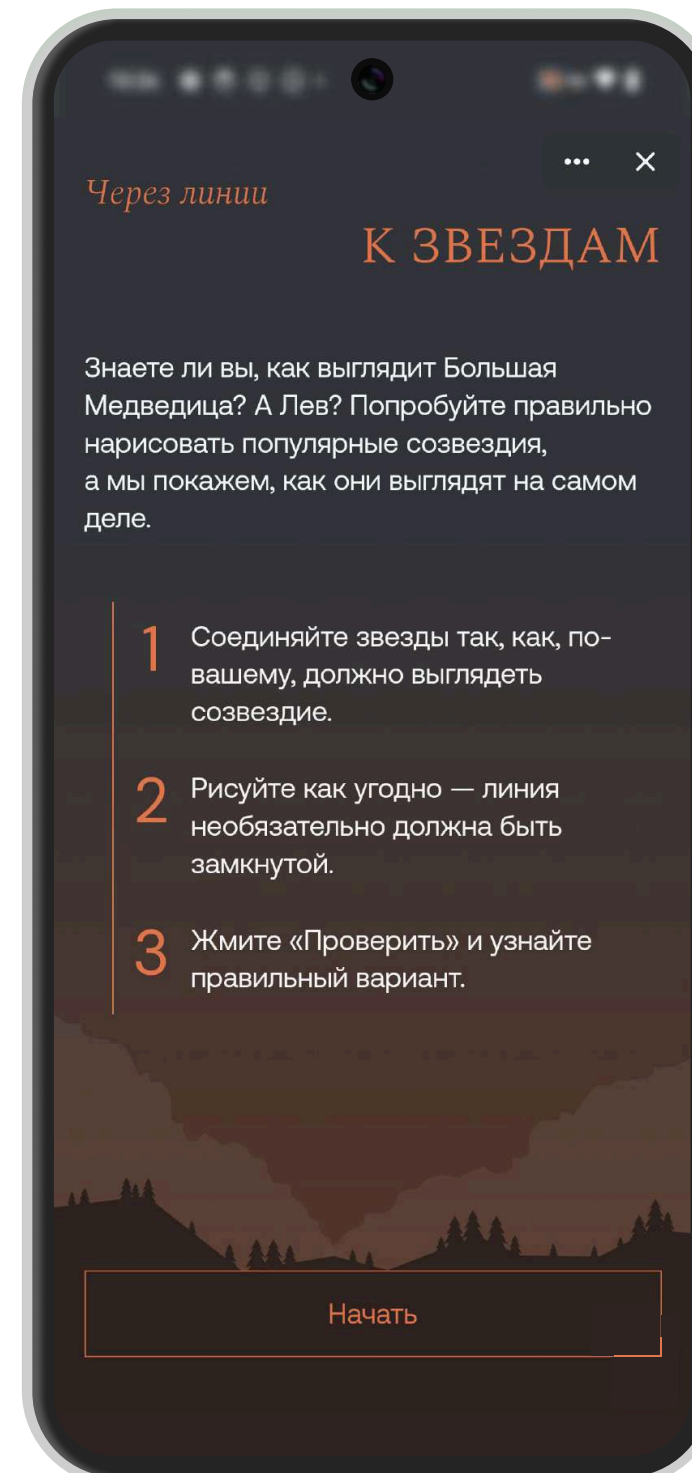 Через линии
К ЗВЕЗДАМ
Знаете ли вы, как выглядит Большая
Медведица? А Лев? Попробуйте правильно
нарисовать популярные созвездия,
а мы покажем, как они выглядят на самом
деле.
1 Соединяйте звезды так, как, по-
вашему, должно выглядеть
созвездие.
2 Рисуйте как угодно — линия
необязательно должна быть
замкнутой.
3 Жмите «Проверить» и узнайте
правильный вариант.
Начать